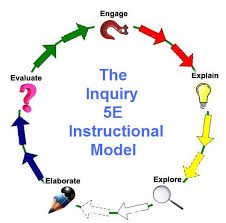 Engage
Explain
Explore
Elaborate
Evaluate
The
Inquiry
5E
Instructional
Model